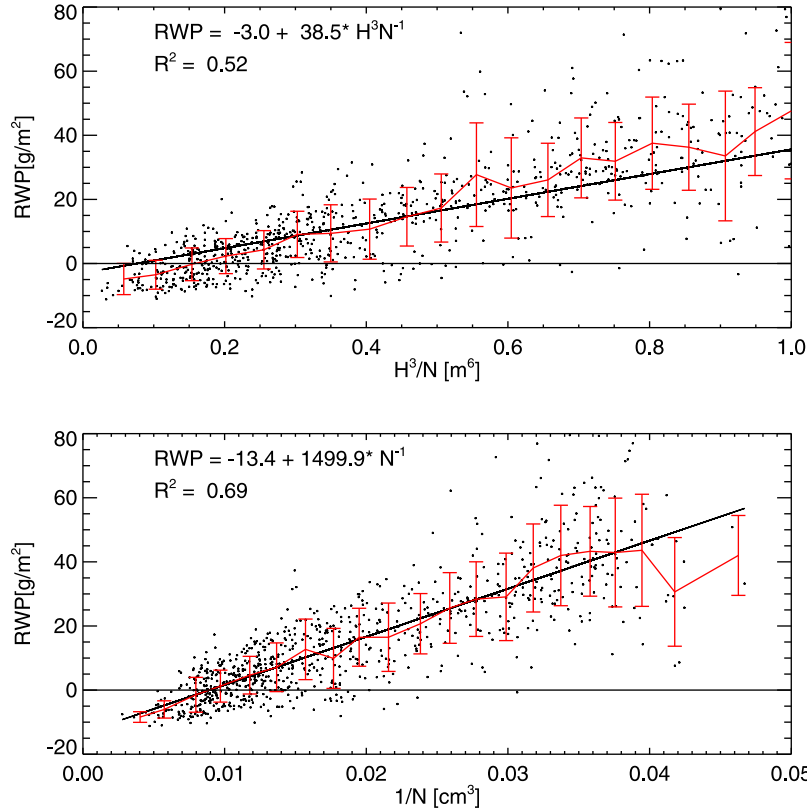 80
RWP = -3.0 + 38.5* H³N⁻¹
R² = 0.52
60
40
20
0
-20
RWP[g/m²]
0.0 0.2 0.4 0.6 0.8 1.0
H³/N [m⁶]
80
RWP = -13.4 + 1499.9* N⁻¹
R² = 0.69
60
40
20
0
-20
RWP[g/m²]
0.00 0.01 0.02 0.03 0.04 0.05
1/N [cm³]